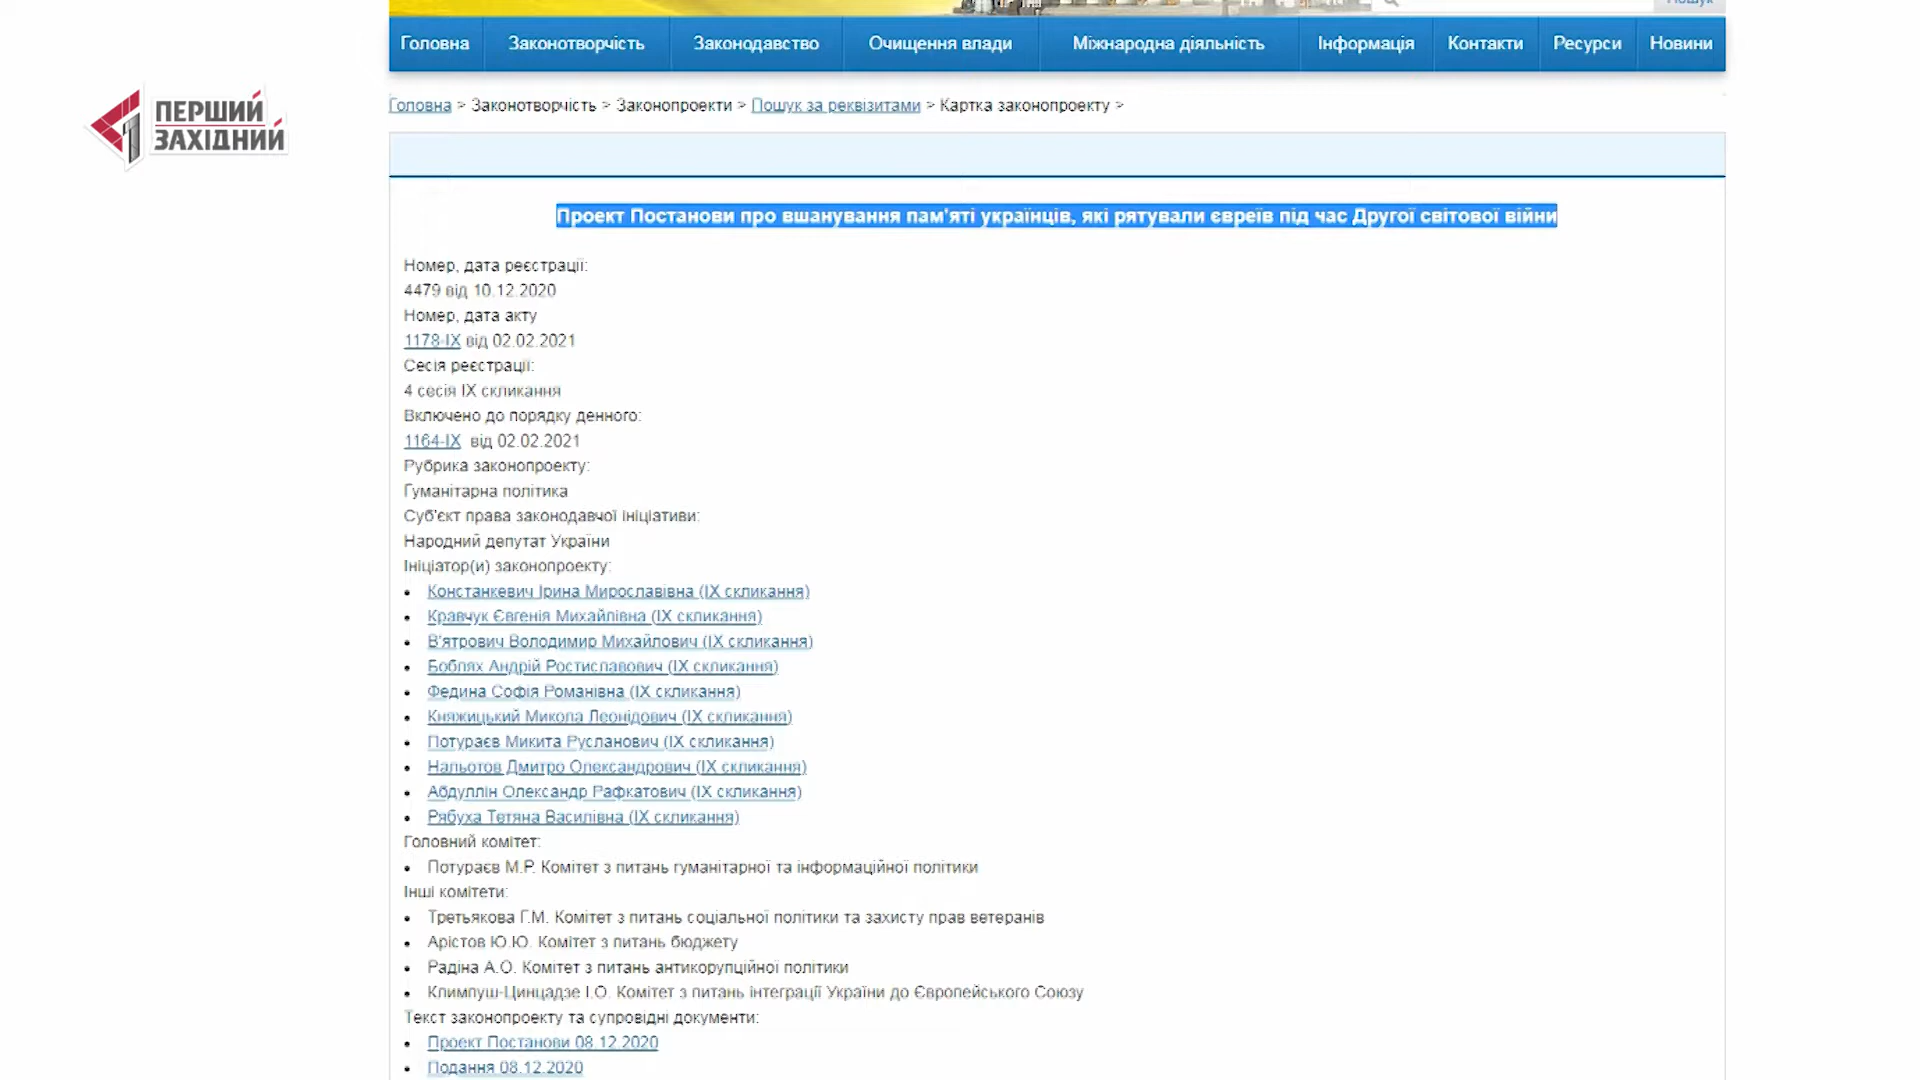 Пошук
Головна Законотворчість Законодавство Очищення влади Міжнародна діяльність Інформація Контакти Ресурси Новини
ПЕРШИЙ
ЗАХІДНИЙ
Головна > Законотворчість > Законопроекти > Пошук за реквізитами > Картка законопроекту >
Проект Постанови про вшанування пам'яті українців, які рятували євреїв під час Другої світової війни
Номер, дата реєстрації:
4479 від 10.12.2020
Номер, дата акту
1178-IX від 02.02.2021
Сесія реєстрації:
4 сесія IX скликання
Включено до порядку денного:
1164-IX від 02.02.2021
Рубрика законопроекту:
Гуманітарна політика
Суб'єкт права законодавчої ініціативи:
Народний депутат України
Ініціатор(и) законопроекту:
• Констанкевич Ірина Мирославівна (IX скликання)
• Кравчук Євгенія Михайлівна (IX скликання)
• В'ятрович Володимир Михайлович (IX скликання)
• Боблях Андрій Ростиславович (IX скликання)
• Федина Софія Романівна (IX скликання)
• Княжицький Микола Леонідович (IX скликання)
• Потураєв Микита Русланович (IX скликання)
• Нальотов Дмитро Олександрович (IX скликання)
• Абдуллін Олександр Рафкатович (IX скликання)
• Рябуха Тетяна Василівна (IX скликання)
Головний комітет:
• Потураєв М.Р. Комітет з питань гуманітарної та інформаційної політики
Інші комітети:
• Третьякова Г.М. Комітет з питань соціальної політики та захисту прав ветеранів
• Арістов Ю.Ю. Комітет з питань бюджету
• Радіна А.О. Комітет з питань антикорупційної політики
• Климпуш-Цинцадзе І.О. Комітет з питань інтеграції України до Європейського Союзу
Текст законопроекту та супровідні документи:
• Проект Постанови 08.12.2020
• Подання 08.12.2020